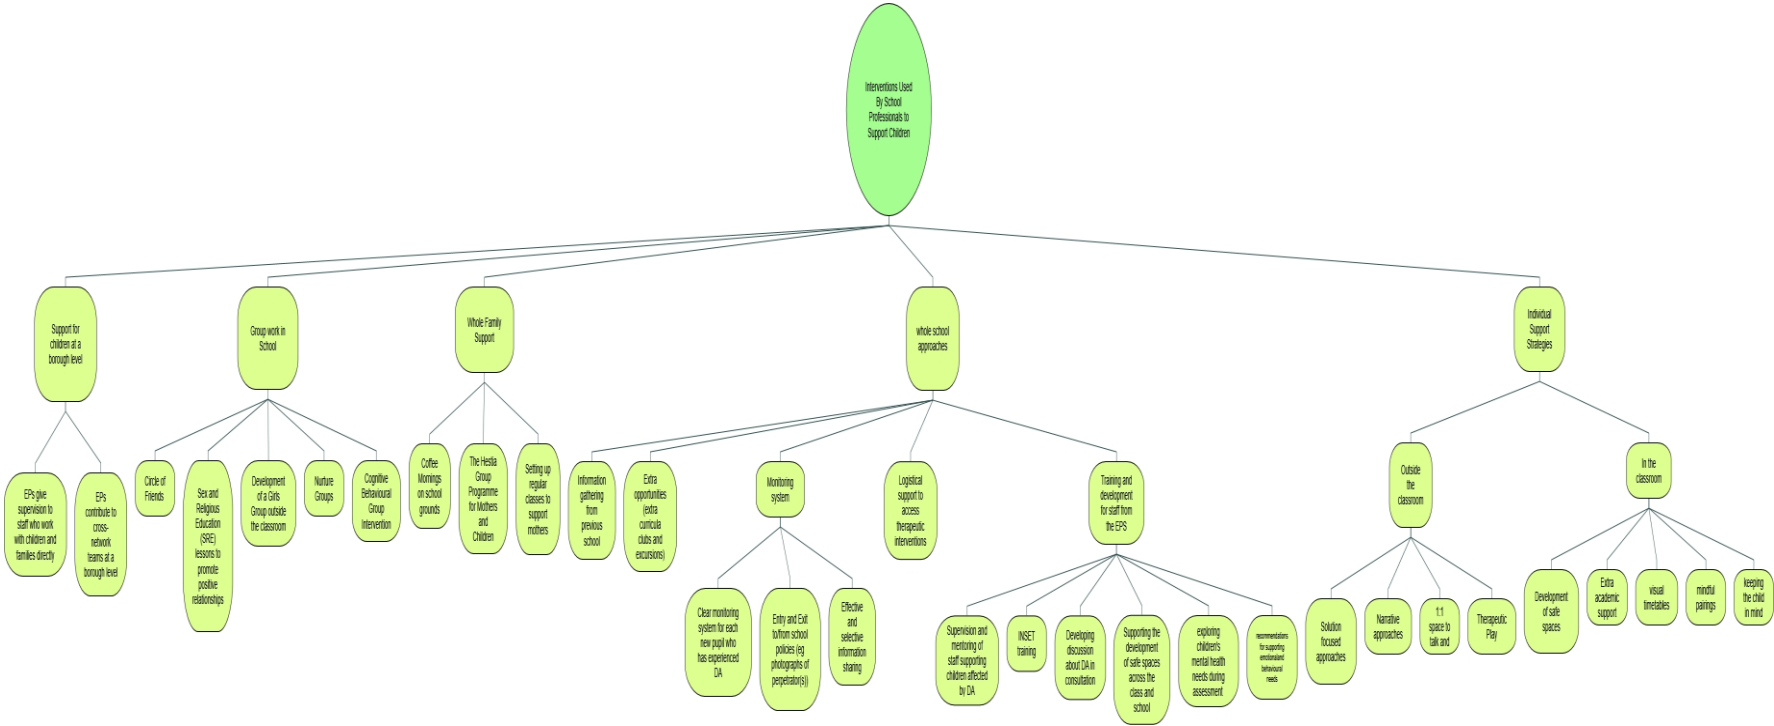 Interventions Used
By School
Professionals to
Support Children
Support for
children at a
borough level
Group work in
School
Whole Family
Support
whole school
approaches
Individual
Support
Strategies
EPs give
supervision to
staff who work
with children and
families directly
EPs
contribute to
cross-
network
teams at a
borough level
Circle of
Friends
Sex and
Religious
Education
(SRE)
lessons to
promote
positive
relationships
Development
of a Girls
Group outside
the classroom
Nurture
Groups
Cognitive
Behavioural
Group
Intervention
Coffee
Mornings
on school
grounds
The Hestia
Group
Programme
for Mothers
and
Children
Setting up
regular
classes to
support
mothers
Information
gathering
from
previous
school
Extra
opportunities
(extra
curricula
clubs and
excursions)
Monitoring
system
Logistical
support to
access
therapeutic
interventions
Training and
development
for staff from
the EPS
Outside
the
classroom
In the
classroom
Clear monitoring
system for each
new pupil who
has experienced
DA
Entry and Exit
to/from school
policies (eg
photographs of
perpetrator(s))
Effective
and
selective
information
sharing
Supervision and
mentoring of
staff supporting
children affected
by DA
INSET
training
Developing
discussion
about DA in
consultation
Supporting the
development
of safe spaces
across the
class and
school
exploring
children's
mental health
needs during
assessment
recommendations
for supporting
emotionaland
behavioural
needs
Solution
focused
approaches
Narrative
approaches
1:1
space to
talk and
Therapeutic
Play
Development
of safe
spaces
Extra
academic
support
visual
timetables
mindful
pairings
keeping
the child
in mind